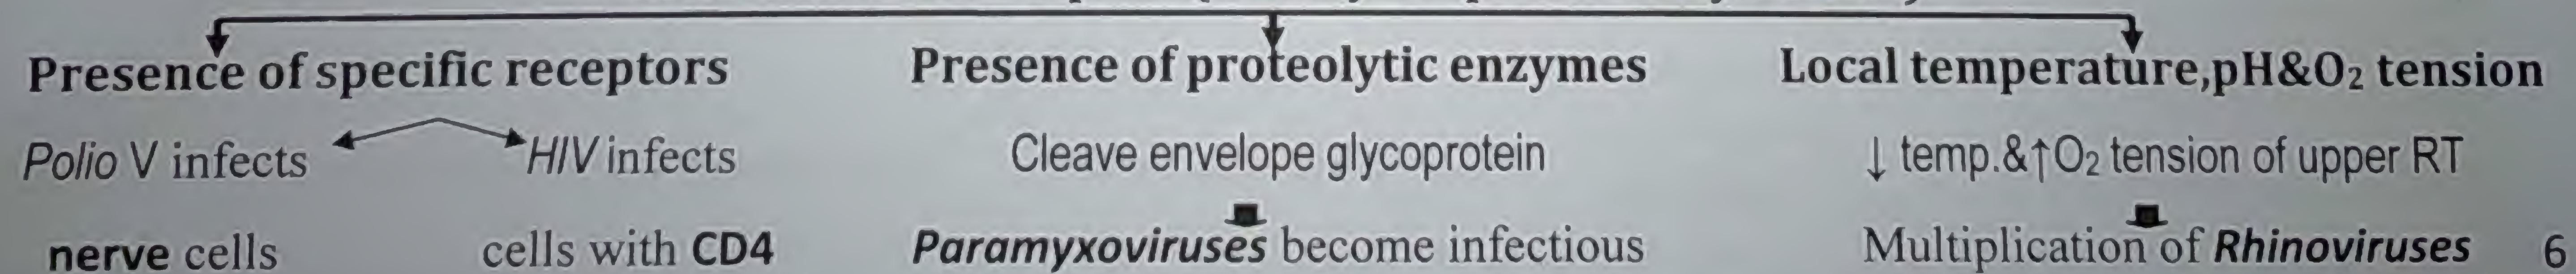 Presence of specific receptors
Presence of proteolytic enzymes
Local temperature,pH&O₂ tension
Polio V infects
HIV infects
Cleave envelope glycoprotein
↓ temp.&↑O₂ tension of upper RT
nerve cells
cells with CD4
Paramyxoviruses become infectious
Multiplication of Rhinoviruses
6